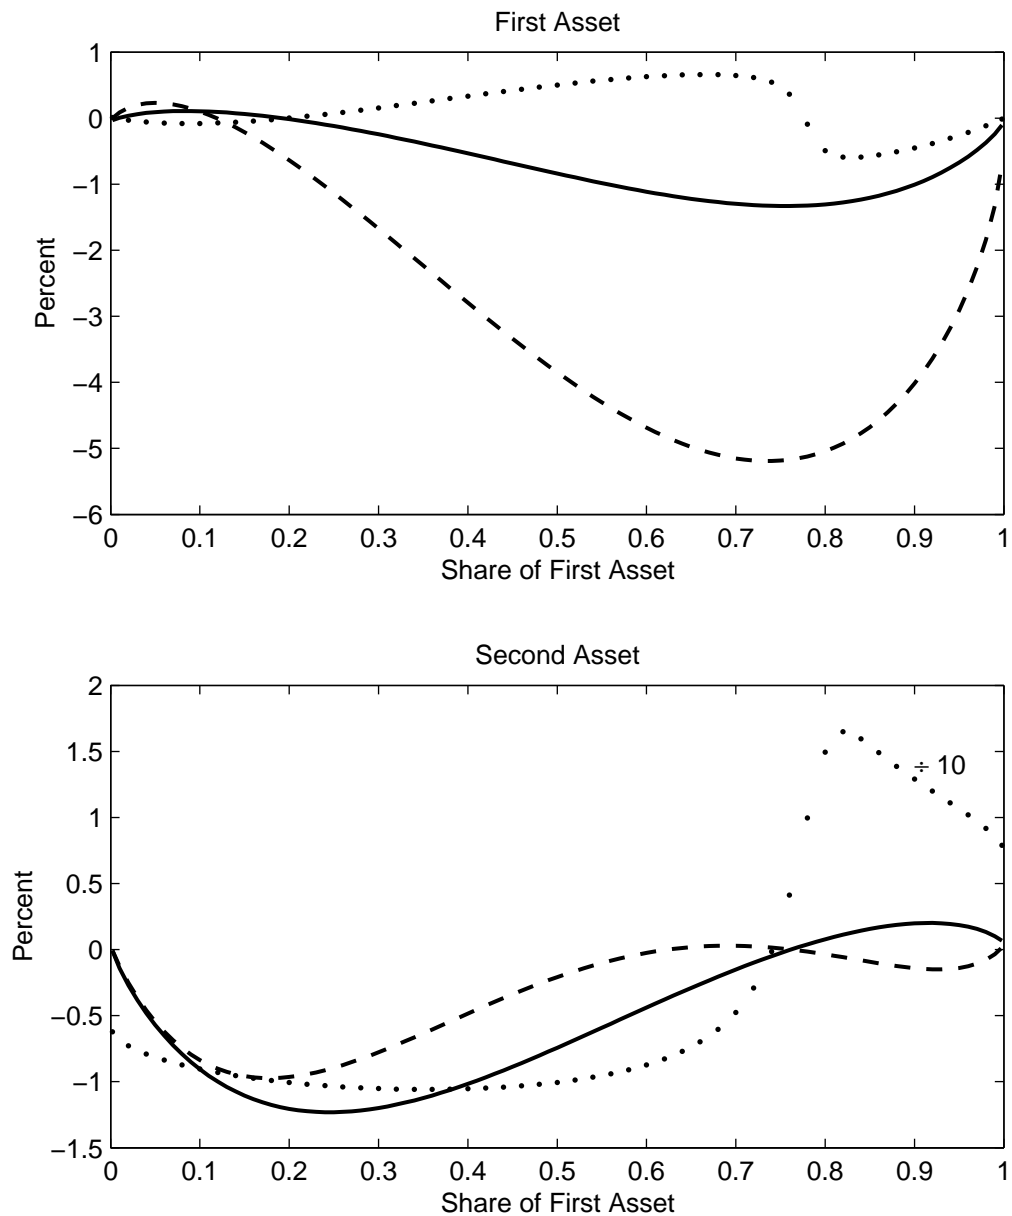 First Asset
1
0
−1
−2
−3
−4
−5
−6
Percent
0 0.1 0.2 0.3 0.4 0.5 0.6 0.7 0.8 0.9 1
Share of First Asset
Second Asset
2
1.5
1
0.5
0
−0.5
−1
−1.5
Percent
÷ 10
0 0.1 0.2 0.3 0.4 0.5 0.6 0.7 0.8 0.9 1
Share of First Asset